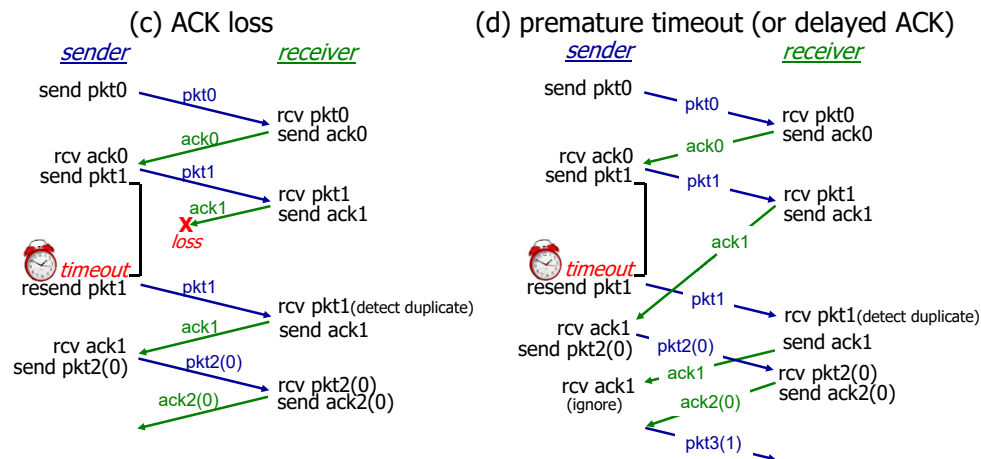 (c) ACK loss
sender
receiver
send pkt0
pkt0
rcv pkt0
send ack0
ack0
rcv ack0
send pkt1
pkt1
rcv pkt1
send ack1
ack1
X
loss
timeout
resend pkt1
pkt1
rcv pkt1(detect duplicate)
send ack1
ack1
rcv ack1
send pkt2(0)
pkt2(0)
rcv pkt2(0)
send ack2(0)
ack2(0)
(d) premature timeout (or delayed ACK)
sender
receiver
send pkt0
pkt0
rcv pkt0
send ack0
ack0
rcv ack0
send pkt1
pkt1
rcv pkt1
send ack1
ack1
timeout
resend pkt1
pkt1
rcv pkt1(detect duplicate)
send ack1
rcv ack1
send pkt2(0)
pkt2(0)
ack1
rcv ack1
(ignore)
rcv pkt2(0)
send ack2(0)
ack2(0)
pkt3(1)